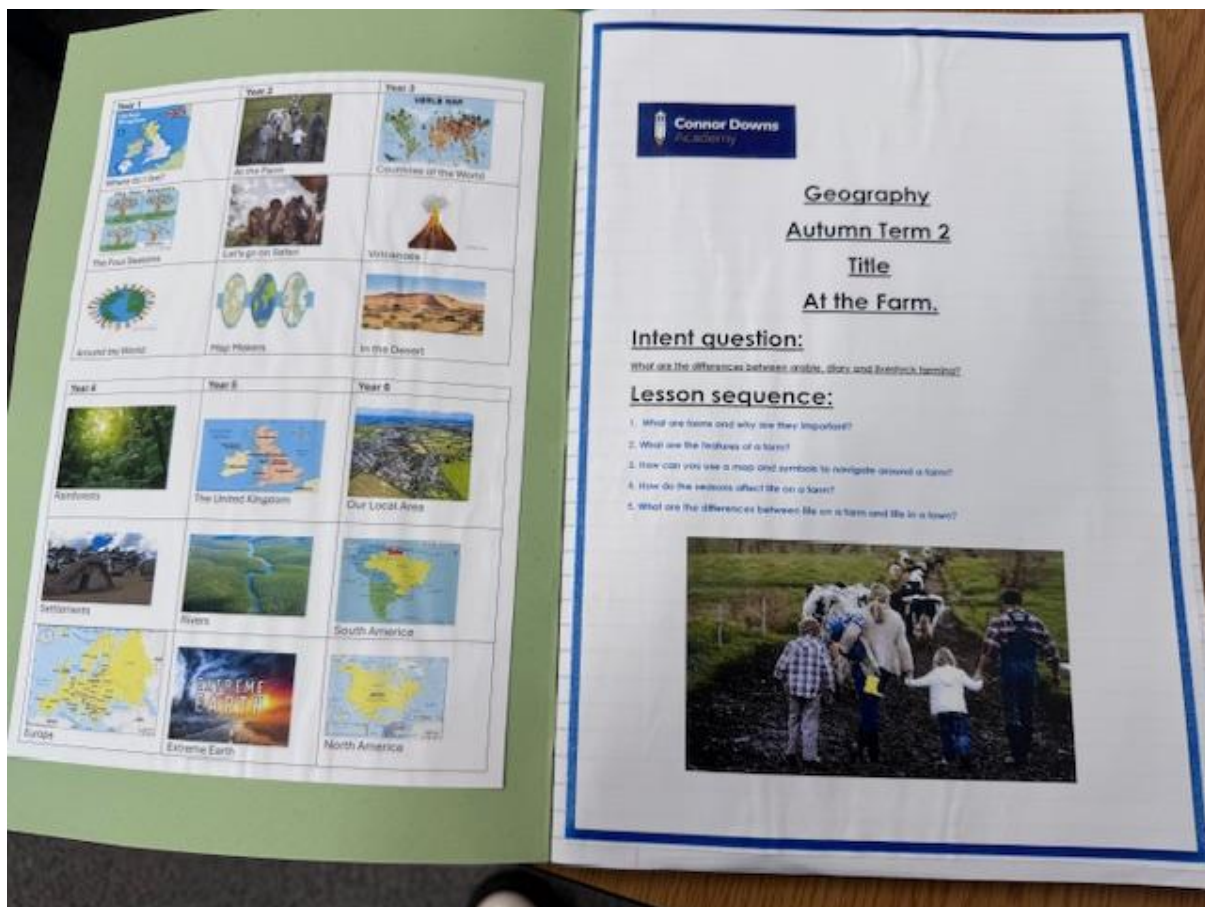 Year 1
Year 2
Year 3
WORLD MAP
Where do I live?
At the Farm
Countries of the World
The Four Seasons
Let's go on Safari
Volcanoes
Around my World
Map Makers
In the Desert
Year 4
Year 5
Year 6
Rainforests
The United Kingdom
Our Local Area
Settlements
Rivers
South America
EXTREME
EARTH
Europe
Extreme Earth
North America
Connor Downs
Academy
Geography
Autumn Term 2
Title
At the Farm.
Intent question:
What are the differences between arable, diary and livestock farming?
Lesson sequence:
1. What are farms and why are they important?
2. What are the features of a farm?
3. How can you use a map and symbols to navigate around a farm?
4. How do the seasons affect life on a farm?
5. What are the differences between life on a farm and life in a town?